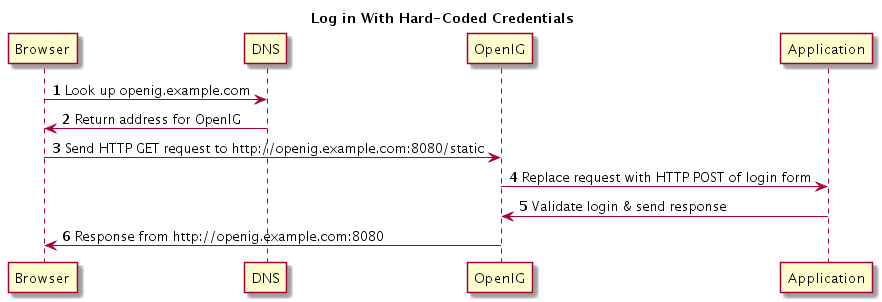 Log in With Hard-Coded Credentials
Browser DNS OpenIG Application
1 Look up openig.example.com
2 Return address for OpenIG
3 Send HTTP GET request to http://openig.example.com:8080/static
4 Replace request with HTTP POST of login form
5 Validate login & send response
6 Response from http://openig.example.com:8080
Browser DNS OpenIG Application